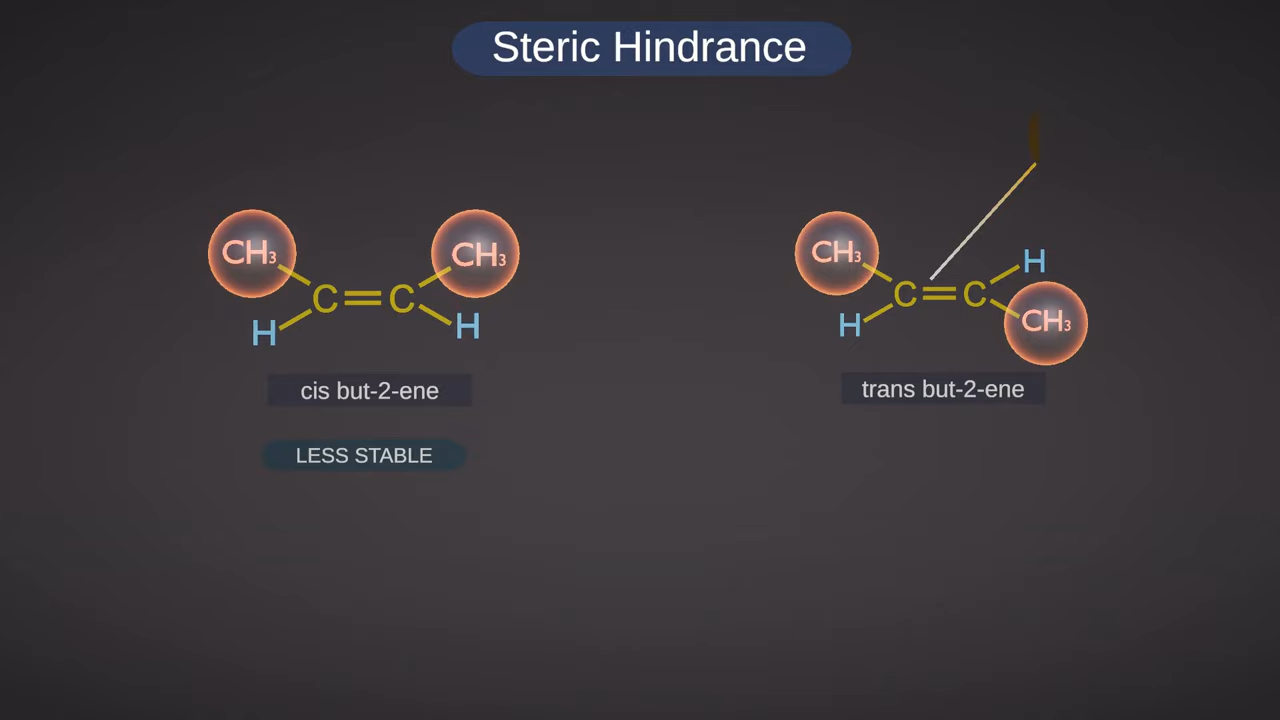 Steric Hindrance
CH₃ CH₃
C=C
H H
cis but-2-ene
LESS STABLE
CH₃ H
C=C
H CH₃
trans but-2-ene